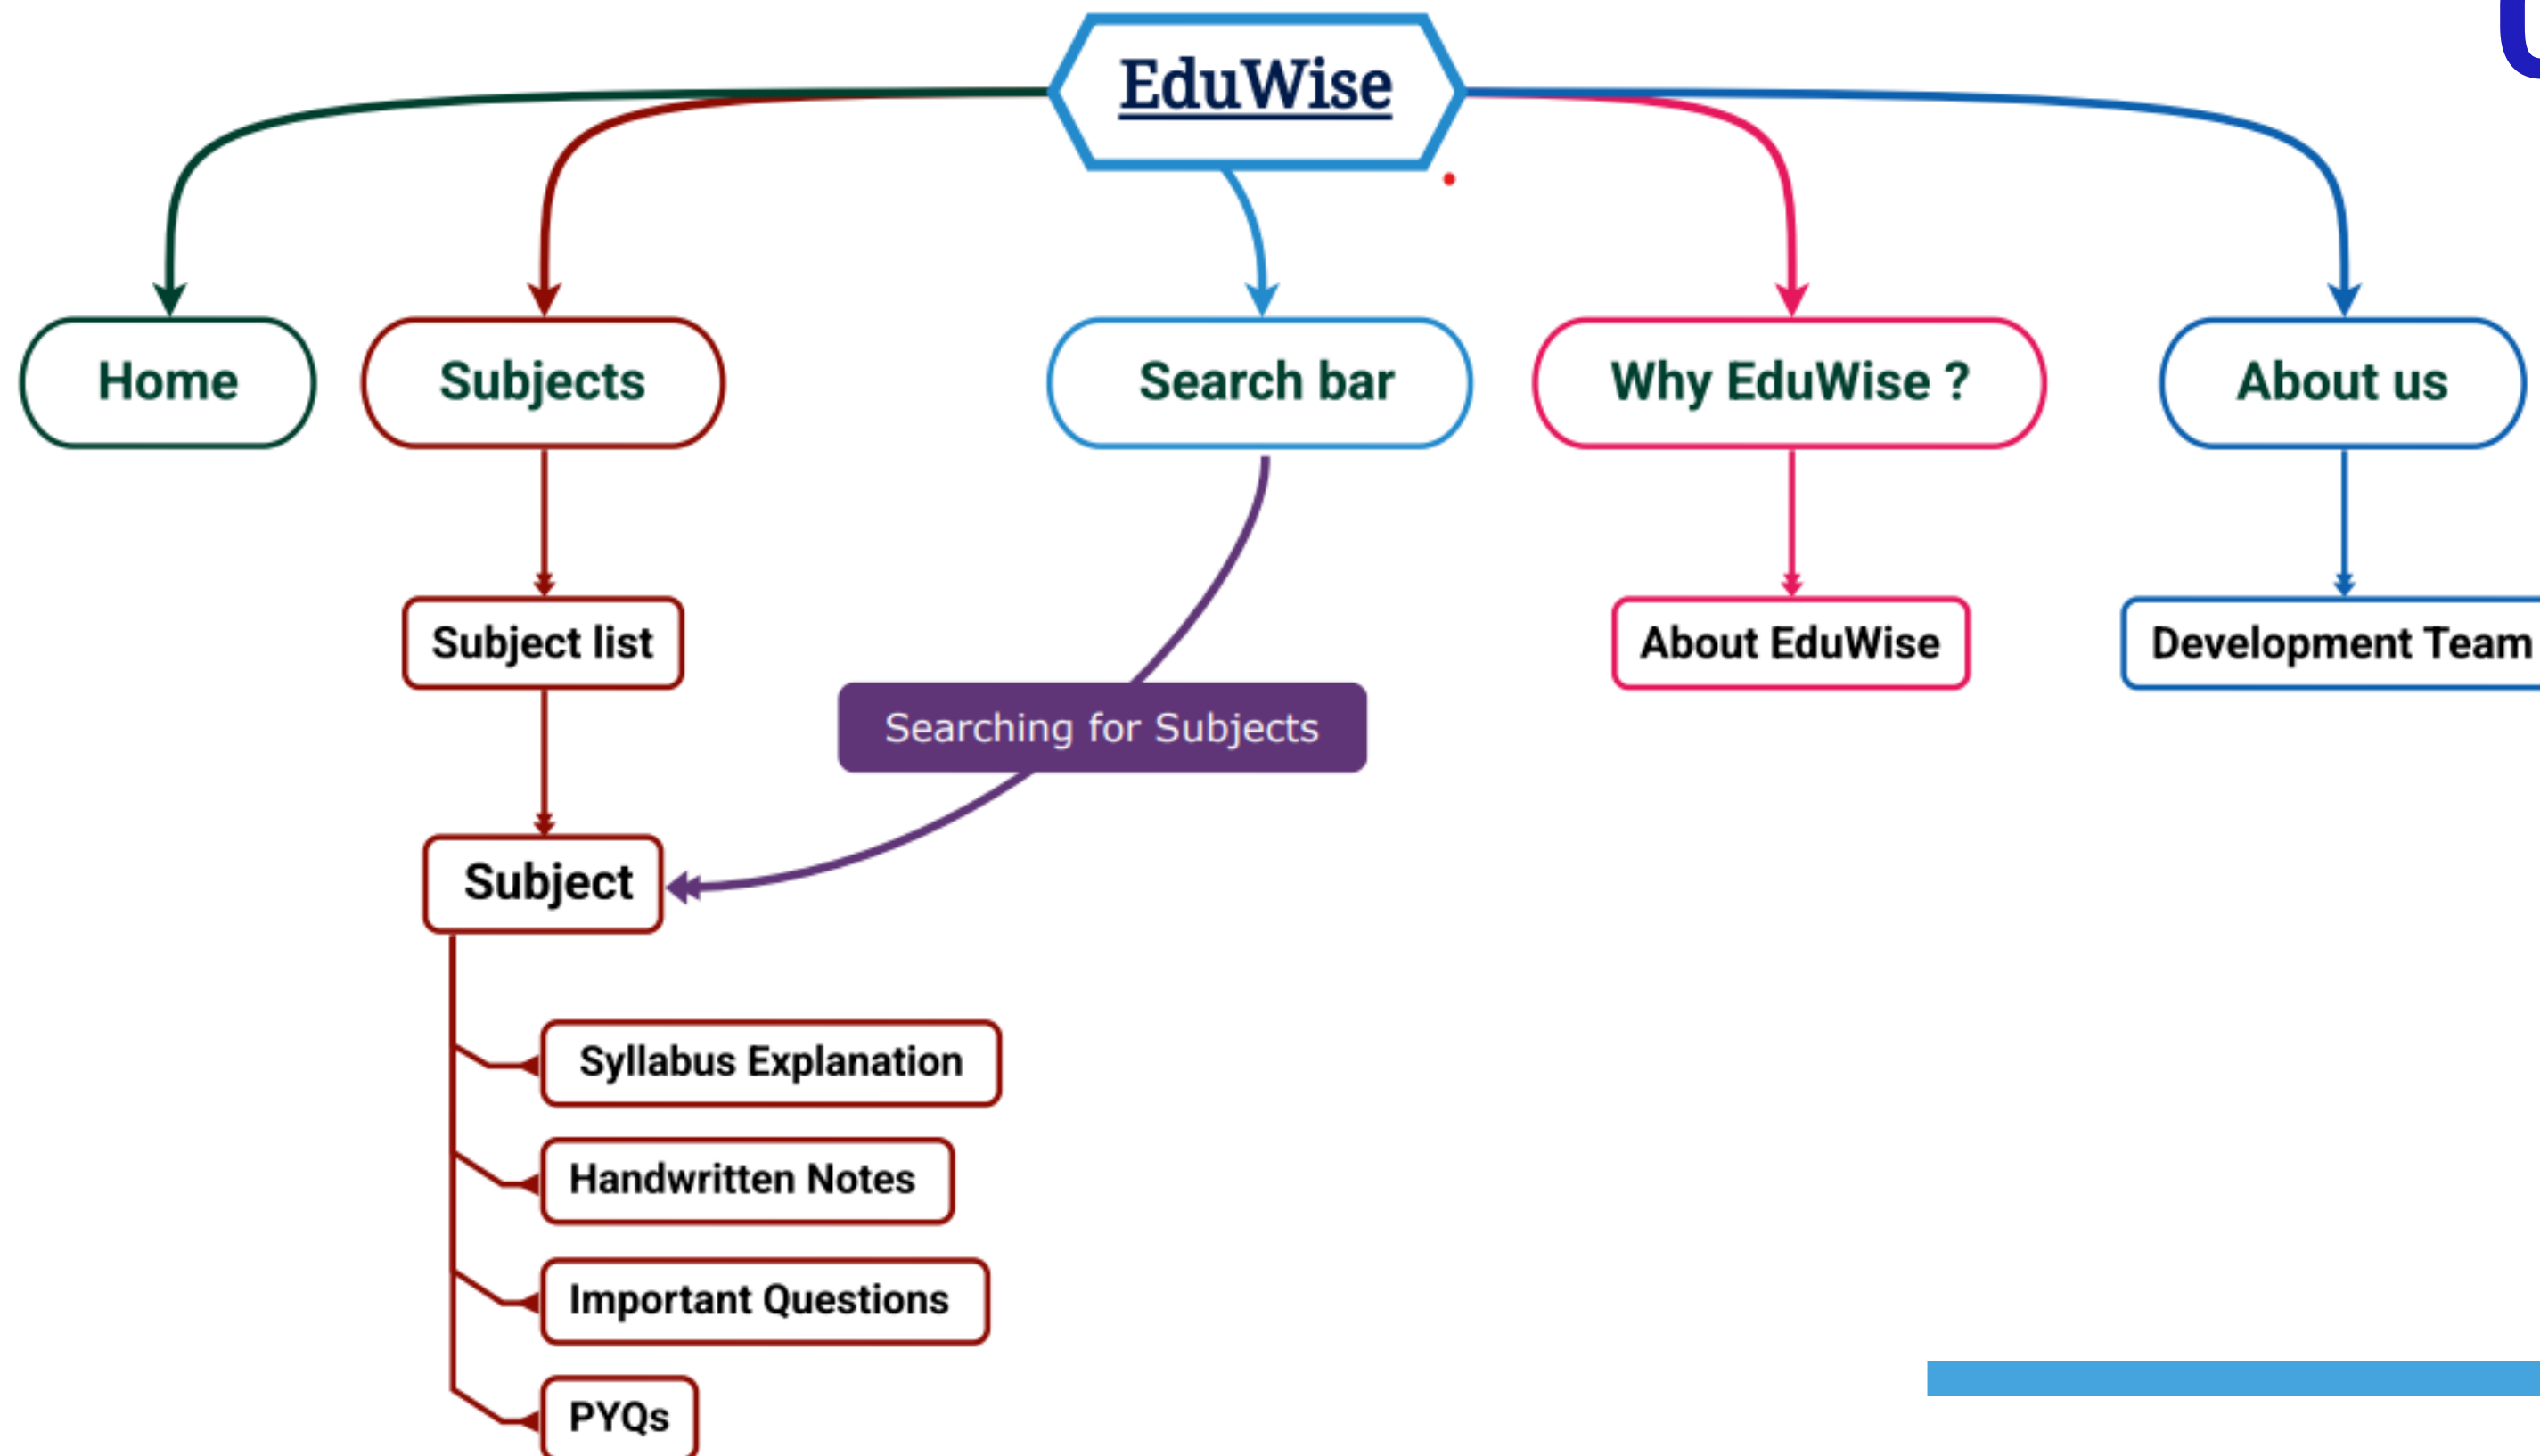 EduWise
Home
Subjects
Search bar
Why EduWise ?
About us
Subject list
About EduWise
Development Team
Searching for Subjects
Subject
Syllabus Explanation
Handwritten Notes
Important Questions
PYQs